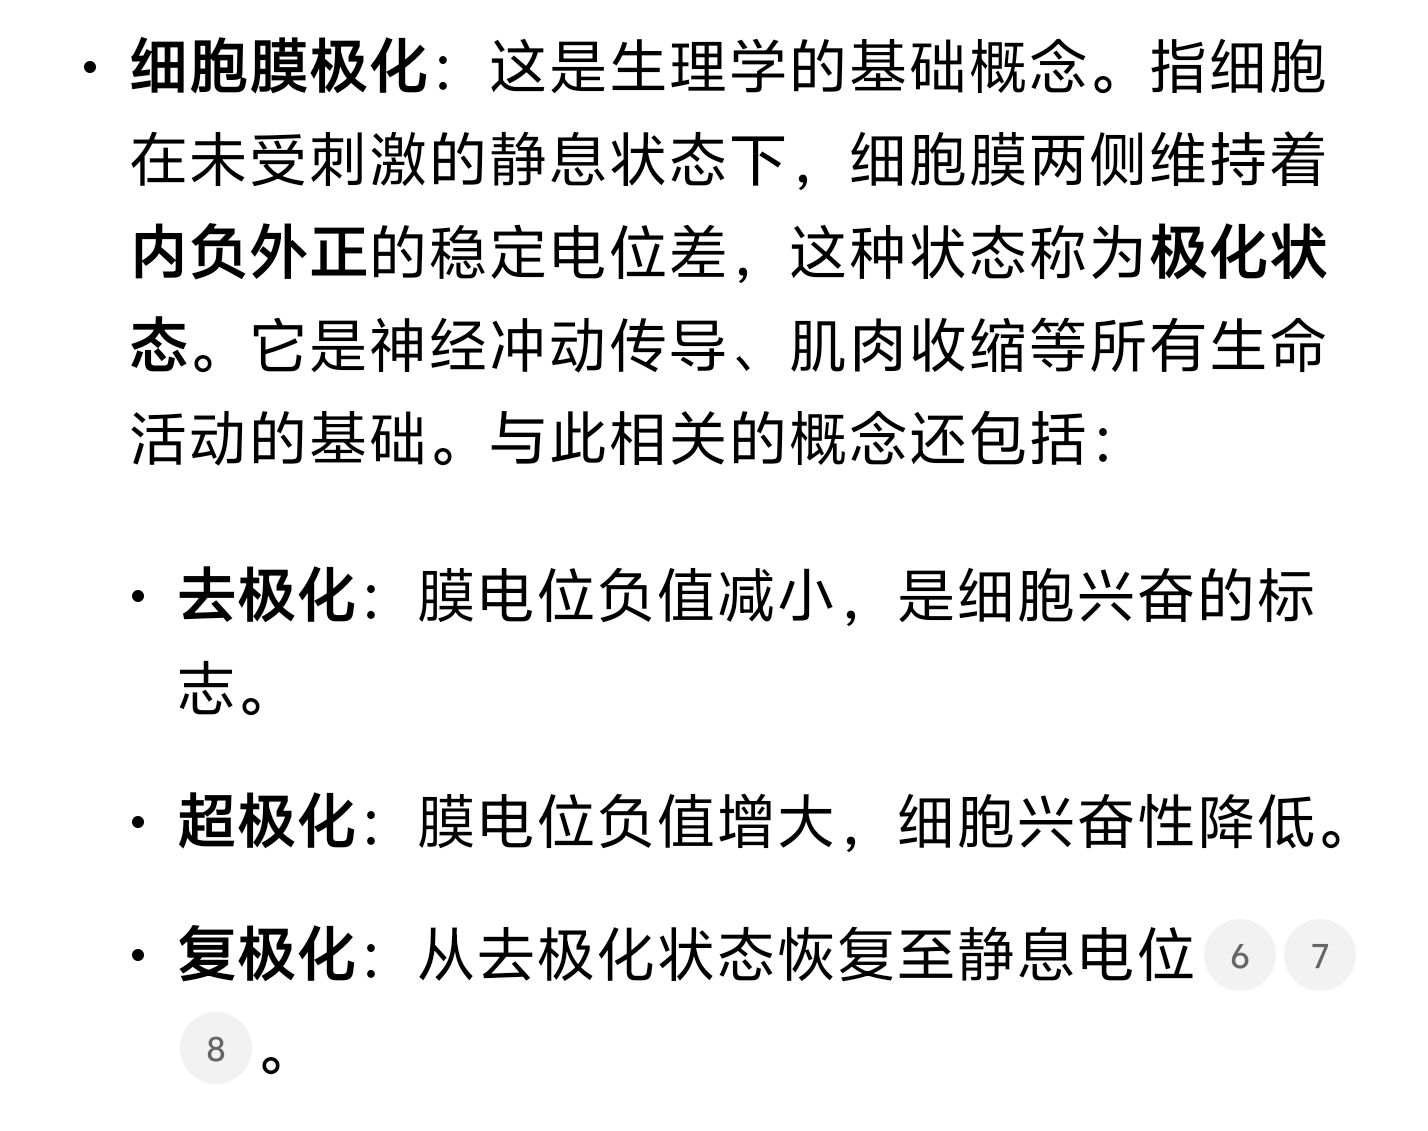 • 细胞膜极化：这是生理学的基础概念。指细胞
在未受刺激的静息状态下，细胞膜两侧维持着
内负外正的稳定电位差，这种状态称为极化状
态。它是神经冲动传导、肌肉收缩等所有生命
活动的基础。与此相关的概念还包括：
• 去极化：膜电位负值减小，是细胞兴奋的标
志。
• 超极化：膜电位负值增大，细胞兴奋性降低。
• 复极化：从去极化状态恢复至静息电位 6 7
8 。